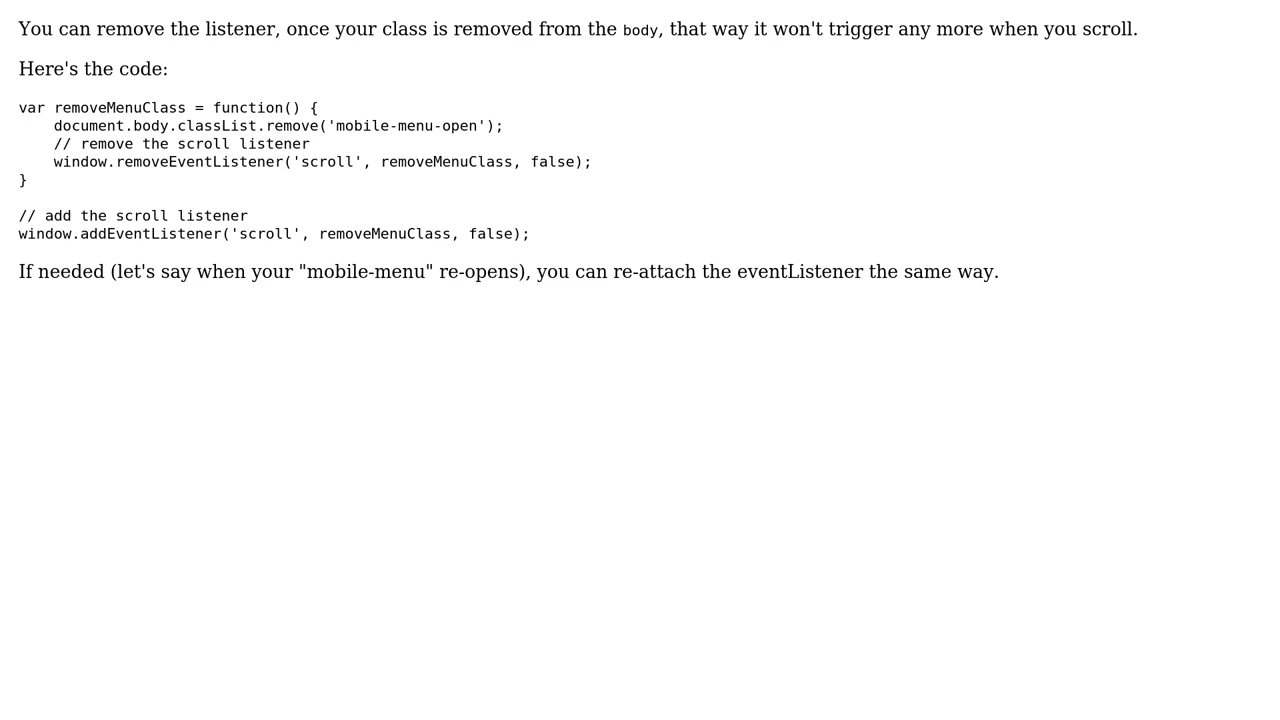 You can remove the listener, once your class is removed from the body, that way it won't trigger any more when you scroll.
Here's the code:
var removeMenuClass = function() {
    document.body.classList.remove('mobile-menu-open');
    // remove the scroll listener
    window.removeEventListener('scroll', removeMenuClass, false);
}
// add the scroll listener
window.addEventListener('scroll', removeMenuClass, false);
If needed (let's say when your "mobile-menu" re-opens), you can re-attach the eventListener the same way.